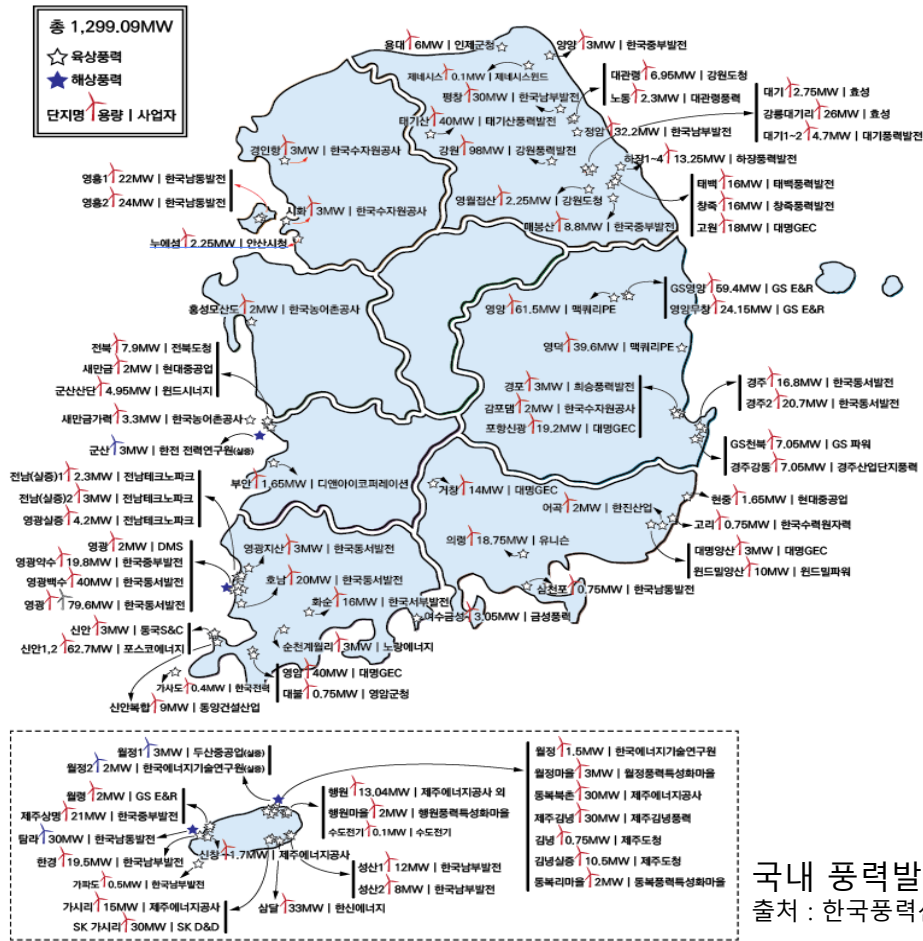 총 1,299.09MW
육상풍력
해상풍력
단지명 용량 | 사업자
용대 6MW | 인제군청
양양 3MW | 한국중부발전
제네시스 0.1MW | 제네시스윈드
평창 30MW | 한국남부발전
태기산 40MW | 태기산풍력발전
강원 98MW | 강원풍력발전
대관령 6.95MW | 강원도청
노동 2.3MW | 대관령풍력
정암 32.2MW | 한국남부발전
대기 2.75MW | 효성
강릉대기리 26MW | 효성
대기1~2 4.7MW | 대기풍력발전
하장1~4 13.25MW | 하장풍력발전
태백 16MW | 태백풍력발전
창죽 16MW | 창죽풍력발전
고원 18MW | 대명GEC
영월접산 2.25MW | 강원도청
매봉산 8.8MW | 한국중부발전
경인항 3MW | 한국수자원공사
영흥1 22MW | 한국남동발전
영흥2 24MW | 한국남동발전
시화 3MW | 한국수자원공사
누에섬 2.25MW | 안산시청
홍성모산도 2MW | 한국농어촌공사
영양 61.5MW | 맥쿼리PE
GS영양 59.4MW | GS E&R
영양무창 24.15MW | GS E&R
영덕 39.6MW | 맥쿼리PE
전북 7.9MW | 전북도청
새만금 2MW | 현대중공업
군산산단 4.95MW | 윈드시너지
새만금가력 3.3MW | 한국농어촌공사
군산 3MW | 한전 전력연구원(실증)
경포 3MW | 희승풍력발전
감포댐 2MW | 한국수자원공사
포항신광 19.2MW | 대명GEC
경주 16.8MW | 한국동서발전
경주2 20.7MW | 한국동서발전
GS천북 7.05MW | GS 파워
경주강동 7.05MW | 경주산업단지풍력
전남(실증)1 2.3MW | 전남테크노파크
전남(실증)2 3MW | 전남테크노파크
영광실증 4.2MW | 전남테크노파크
부안 1.65MW | 디앤아이코퍼레이션
거창 14MW | 대명GEC
어곡 2MW | 한진산업
현중 1.65MW | 현대중공업
고리 0.75MW | 한국수력원자력
대명양산 3MW | 대명GEC
윈드밀양산 10MW | 윈드밀파워
의령 18.75MW | 유니슨
영광 2MW | DMS
영광약수 19.8MW | 한국중부발전
영광백수 40MW | 한국동서발전
영광 79.6MW | 한국동서발전
영광지산 3MW | 한국동서발전
호남 20MW | 한국동서발전
화순 16MW | 한국서부발전
여수금성 3.05MW | 금성풍력
삼천포 0.75MW | 한국남동발전
신안 3MW | 동국S&C
신안1,2 62.7MW | 포스코에너지
순천계월리 3MW | 노랑에너지
영암 40MW | 대명GEC
대불 0.75MW | 영암군청
가사도 0.4MW | 한국전력
신안복합 9MW | 동양건설산업
월정1 3MW | 두산중공업(실증)
월정2 2MW | 한국에너지기술연구원(실증)
월령 2MW | GS E&R
제주상명 21MW | 한국중부발전
탐라 30MW | 한국남동발전
한경 19.5MW | 한국남부발전
가파도 0.5MW | 한국남부발전
가시리 15MW | 제주에너지공사
SK 가시리 30MW | SK D&D
신창 1.7MW | 제주에너지공사
삼달 33MW | 한신에너지
행원 13.04MW | 제주에너지공사 외
행원마을 2MW | 행원풍력특성화마을
수도전기 0.1MW | 수도전기
성산1 12MW | 한국남부발전
성산2 8MW | 한국남부발전
월정 1.5MW | 한국에너지기술연구원
월정마을 3MW | 월정풍력특성화마을
동복북촌 30MW | 제주에너지공사
제주김녕 30MW | 제주김녕풍력
김녕 0.75MW | 제주도청
김녕실증 10.5MW | 제주도청
동복리마을 2MW | 동복풍력특성화마을
국내 풍력발
출처 : 한국풍력